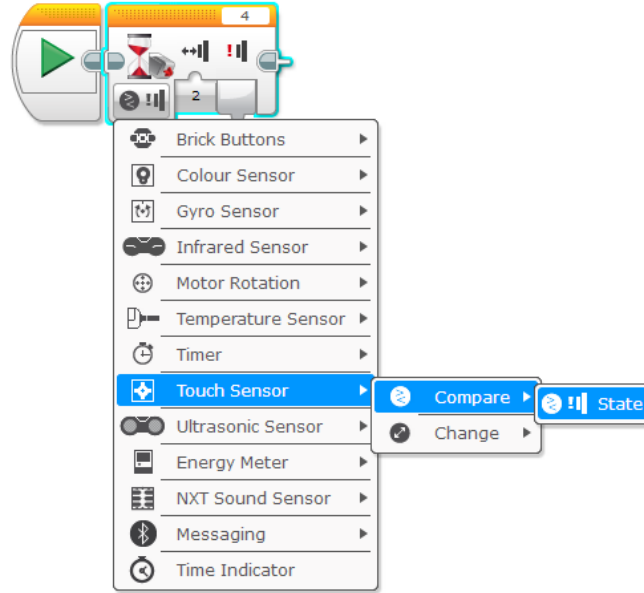 4
2
Brick Buttons
Colour Sensor
Gyro Sensor
Infrared Sensor
Motor Rotation
Temperature Sensor
Timer
Touch Sensor
Compare
State
Ultrasonic Sensor
Change
Energy Meter
NXT Sound Sensor
Messaging
Time Indicator